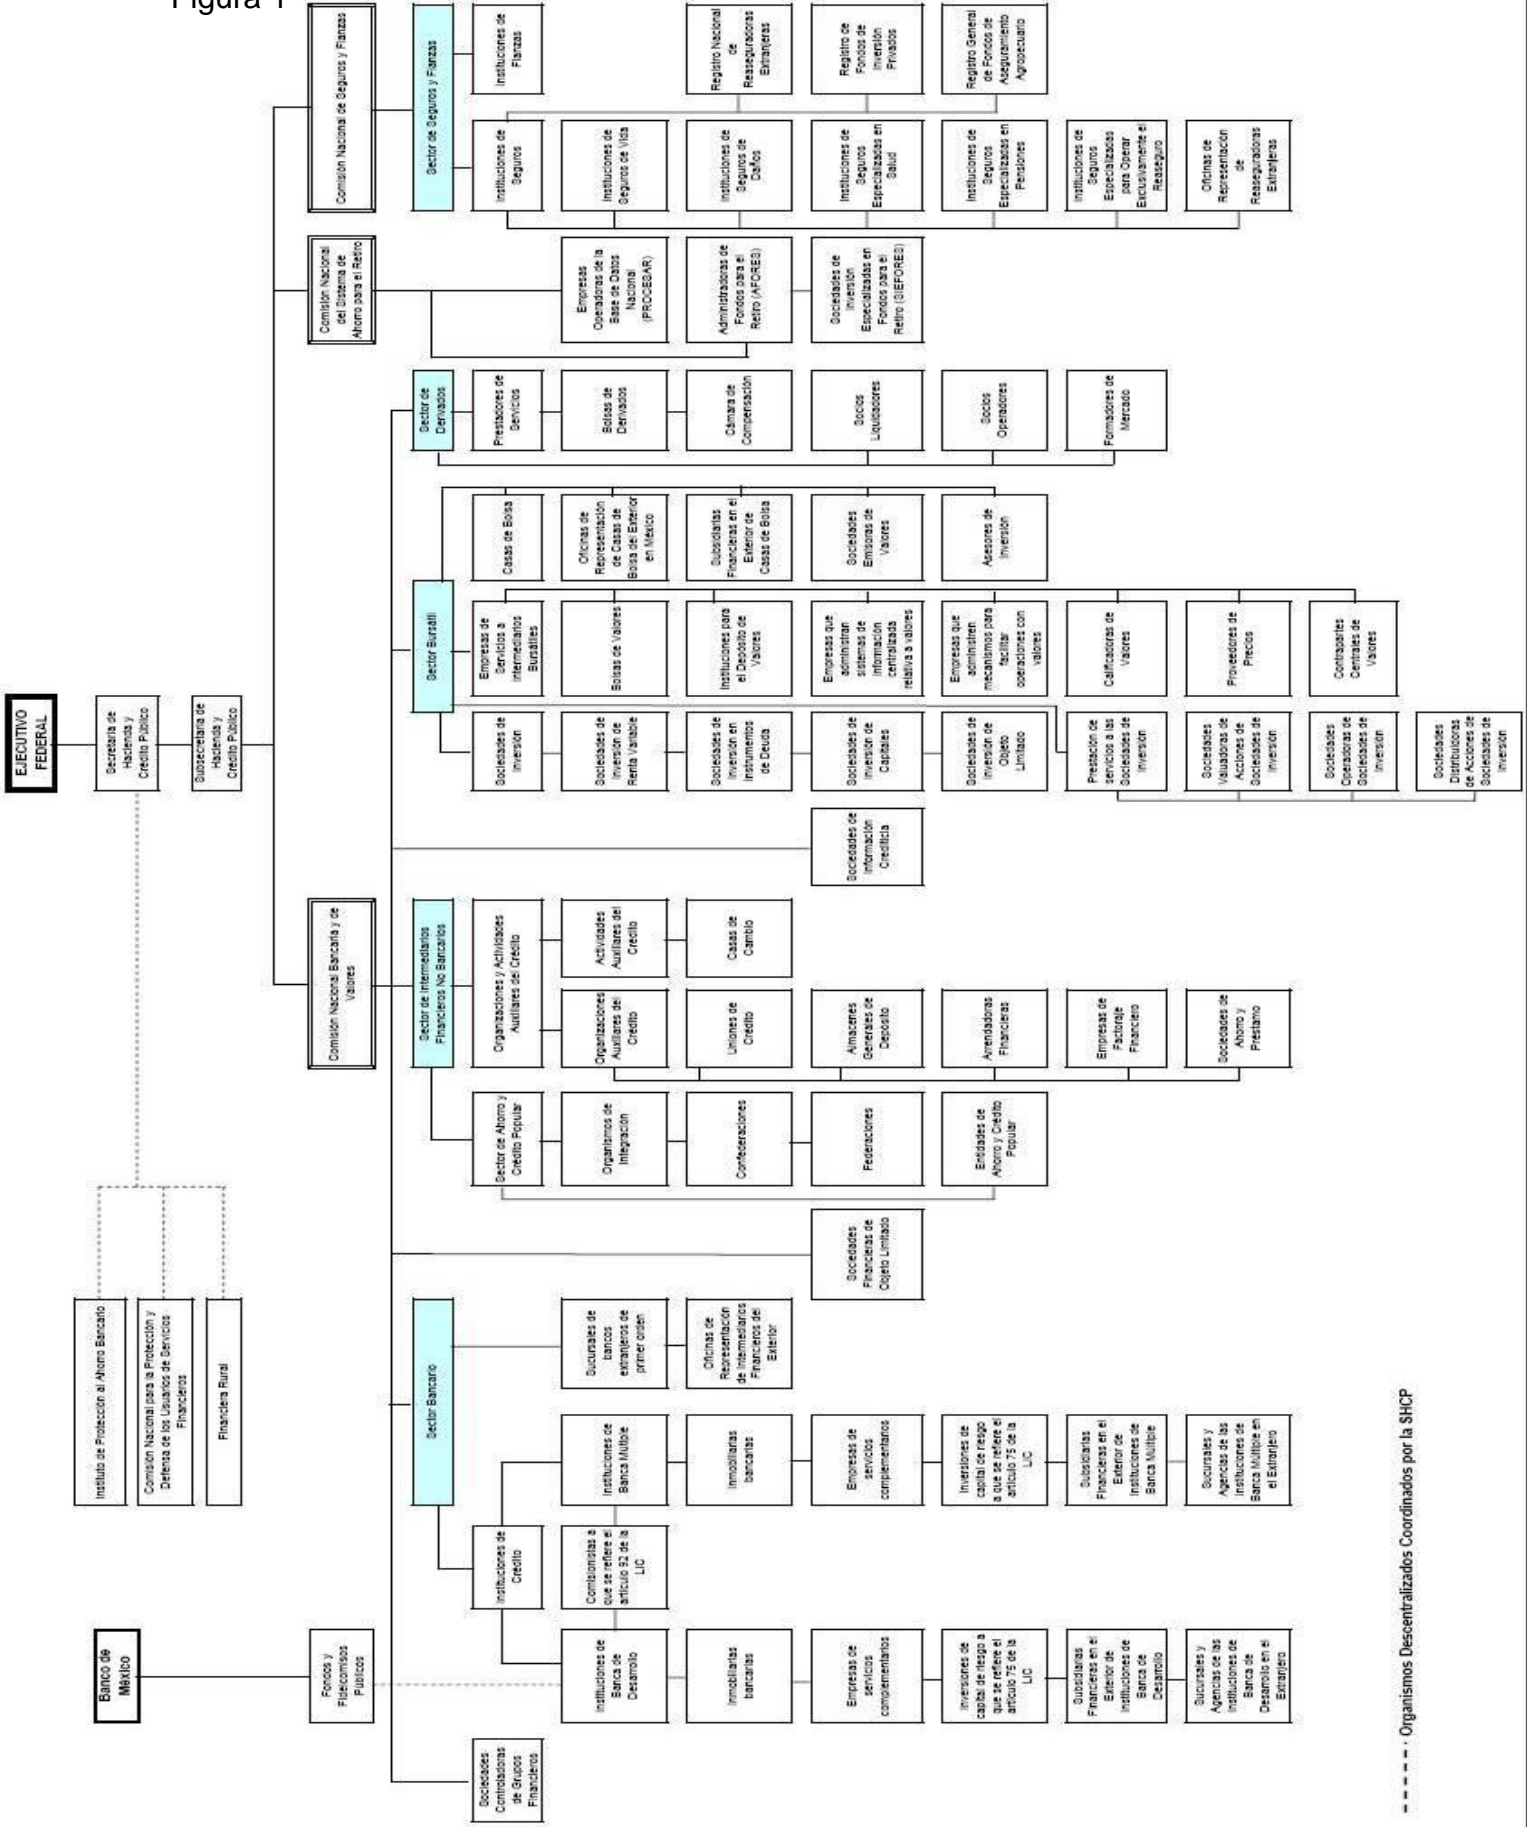 Figura 1
EJECUTIVO
FEDERAL
Banco de
México
Secretaría de
Hacienda y
Crédito Público
Subsecretaría de
Hacienda y
Crédito Público
Instituto de Protección al Ahorro Bancario
Comisión Nacional para la Protección y
Defensa de los Usuarios de Servicios
Financieros
Financiera Rural
Fondos y
Fideicomisos
Públicos
Comisión Nacional Bancaria y de
Valores
Comisión Nacional
del Sistema de
Ahorro para el Retiro
Comisión Nacional de Seguros y Fianzas
Sector Bancario
Sector de Intermediarios
Financieros No Bancarios
Sector Bursátil
Sector de
Derivados
Sector de Seguros y Fianzas
Sociedades
Controladoras
de Grupos
Financieros
Instituciones de
Crédito
Sector de Ahorro y
Crédito Popular
Organizaciones y Actividades
Auxiliares del Crédito
Sociedades de
Inversión
Empresas de
Servicios a
Intermediarios
Bursátiles
Casas de Bolsa
Prestadores de
Servicios
Instituciones de
Seguros
Instituciones de
Fianzas
Instituciones de
Banca de
Desarrollo
Comisionistas a
que se refiere el
artículo 92 de la
LIC
Instituciones de
Banca Múltiple
Sucursales de
bancos
extranjeros de
primer orden
Organismos de
Integración
Organizaciones
Auxiliares del
Crédito
Actividades
Auxiliares del
Crédito
Sociedades de
Inversión de
Renta Variable
Bolsas de Valores
Oficinas de
Representación
de Casas de
Bolsa del Exterior
en México
Bolsas de
Derivados
Empresas
Operadoras de la
Base de Datos
Nacional
(PROCESAR)
Instituciones de
Seguros de Vida
Inmobiliarias
bancarias
Inmobiliarias
bancarias
Oficinas de
Representación
de Intermediarios
Financieros del
Exterior
Confederaciones
Uniones de
Crédito
Casas de
Cambio
Sociedades de
Inversión en
Instrumentos
de Deuda
Instituciones para
el Depósito de
Valores
Subsidiarias
Financieras en el
Exterior de
Casas de Bolsa
Cámara de
Compensación
Administradoras de
Fondos para el
Retiro (AFORES)
Instituciones de
Seguros de
Daños
Registro Nacional
de
Reaseguradoras
Extranjeras
Empresas de
servicios
complementarios
Empresas de
servicios
complementarios
Sociedades
Financieras de
Objeto Limitado
Federaciones
Almacenes
Generales de
Depósito
Sociedades de
Información
Crediticia
Sociedades de
Inversión de
Capitales
Empresas que
administran
sistemas de
información
centralizada
relativa a valores
Sociedades
Emisoras de
Valores
Socios
Liquidadores
Sociedades de
Inversión
Especializadas en
Fondos para el
Retiro (SIEFORES)
Instituciones de
Seguros
Especializadas en
Salud
Registro de
Fondos de
Inversión
Privados
Inversiones de
capital de riesgo a
que se refiere el
artículo 75 de la
LIC
Inversiones de
capital de riesgo
a que se refiere el
artículo 75 de la
LIC
Entidades de
Ahorro y Crédito
Popular
Arrendadoras
Financieras
Sociedades de
Inversión de
Objeto
Limitado
Empresas que
administren
mecanismos para
facilitar
operaciones con
valores
Asesores de
Inversión
Socios
Operadores
Instituciones de
Seguros
Especializadas en
Pensiones
Registro General
de Fondos de
Aseguramiento
Agropecuario
Subsidiarias
Financieras en el
Exterior de
Instituciones de
Banca de
Desarrollo
Subsidiarias
Financieras en el
Exterior de
Instituciones de
Banca Múltiple
Empresas de
Factoraje
Financiero
Prestación de
servicios a las
Sociedades de
Inversión
Calificadoras de
Valores
Formadores de
Mercado
Instituciones de
Seguros
Especializadas
para Operar
Exclusivamente el
Reaseguro
Sucursales y
Agencias de las
Instituciones de
Banca de
Desarrollo en el
Extranjero
Sucursales y
Agencias de las
Instituciones de
Banca Múltiple en
el Extranjero
Sociedades de
Ahorro y
Préstamo
Sociedades
Valuadoras de
Acciones de
Sociedades de
Inversión
Proveedores de
Precios
Oficinas de
Representación
de
Reaseguradoras
Extranjeras
Sociedades
Operadoras de
Sociedades de
Inversión
Contrapartes
Centrales de
Valores
Sociedades
Distribuidoras
de Acciones de
Sociedades de
Inversión
Organismos Descentralizados Coordinados por la SHCP